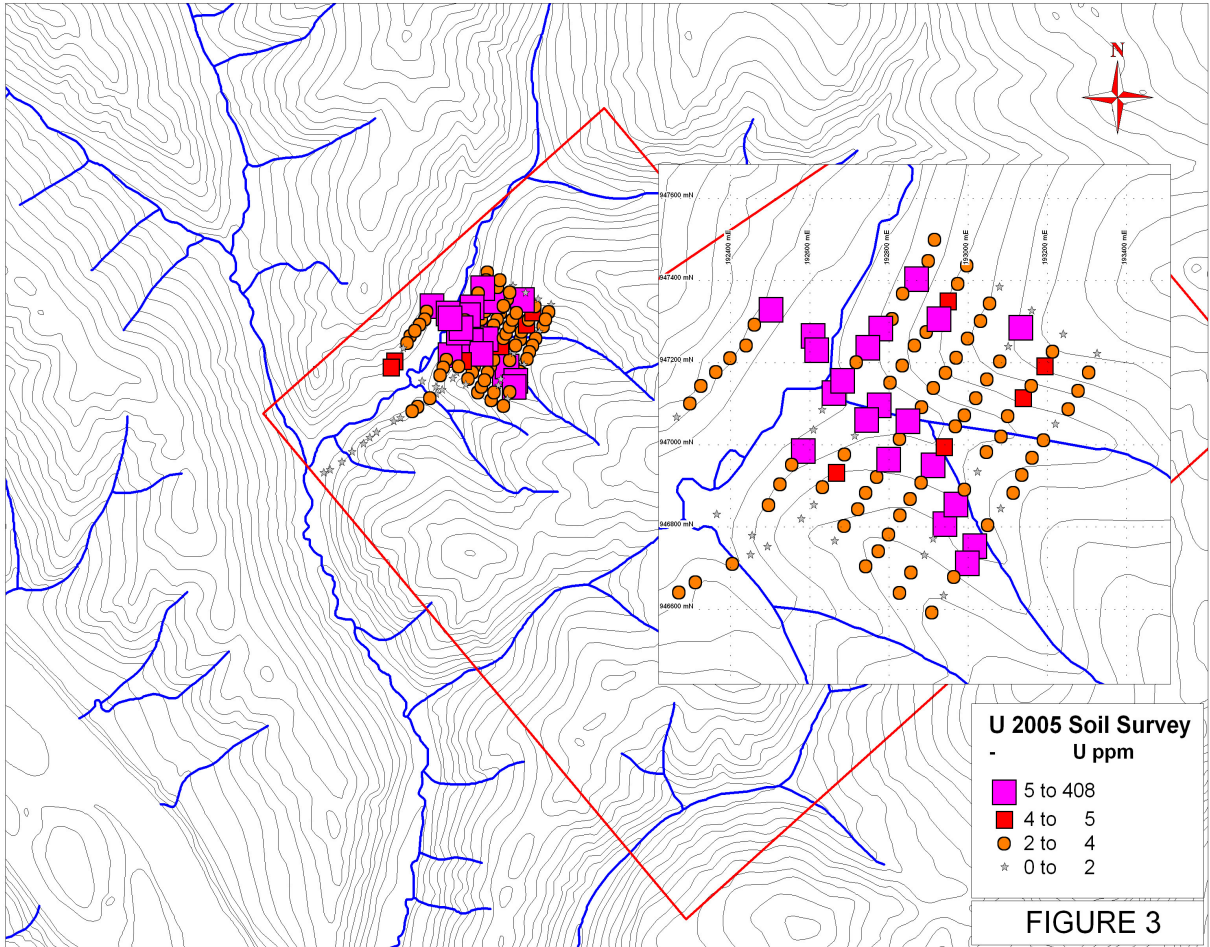 N
947600 mN
947400 mN
947200 mN
947000 mN
946800 mN
946600 mN
192400 mE
192600 mE
192800 mE
193000 mE
193200 mE
193400 mE
U 2005 Soil Survey
- U ppm
5 to 408
4 to 5
2 to 4
0 to 2
FIGURE 3